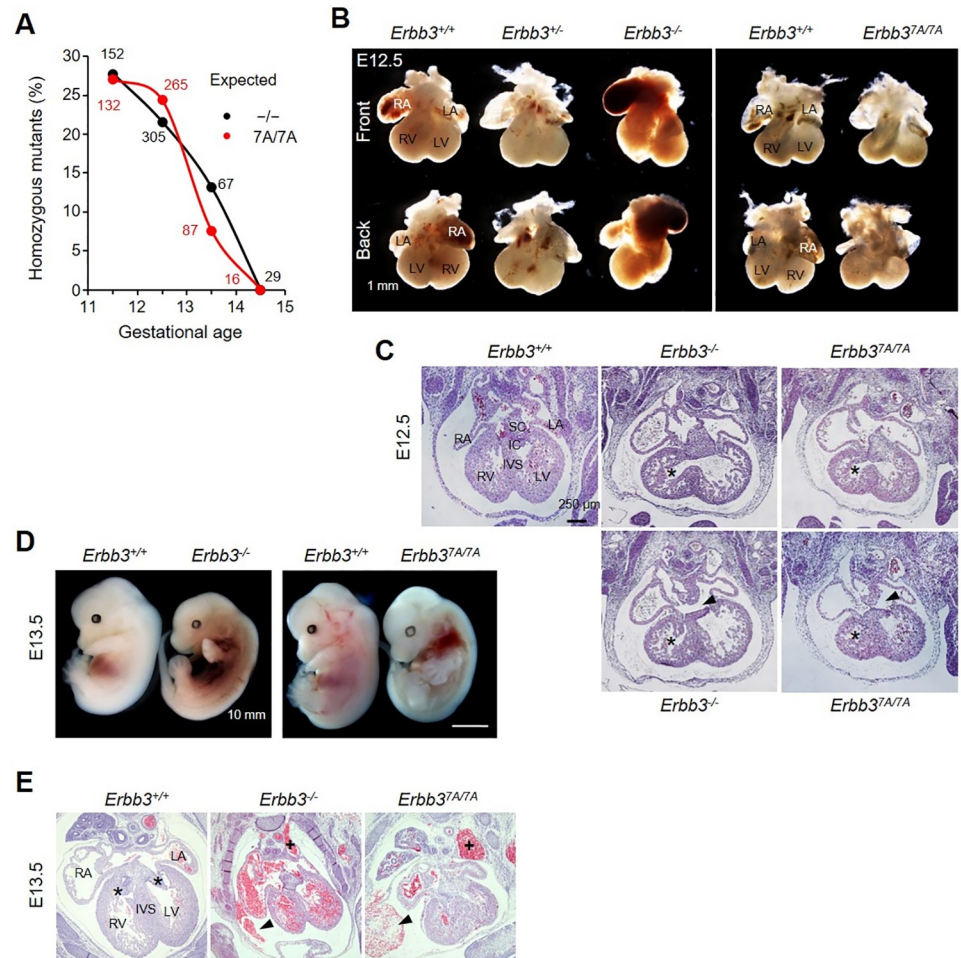 A
30
25
20
15
10
5
0
Homozygous mutants (%)
152
132
265
305
67
87
16
29
Expected
−/−
7A/7A
11 12 13 14 15
Gestational age
B
Erbb3+/+ Erbb3+/- Erbb3-/- Erbb3+/+ Erbb37A/7A
E12.5
Front
RA LA
RV LV
RA LA
RV LV
Back
LA RA
LV RV
LA RA
LV RV
1 mm
C
Erbb3+/+ Erbb3-/- Erbb37A/7A
E12.5
SC LA
RA IC
RV IVS LV
250 µm
*
*
*
*
Erbb3-/- Erbb37A/7A
D
Erbb3+/+ Erbb3-/- Erbb3+/+ Erbb37A/7A
E13.5
10 mm
E
Erbb3+/+ Erbb3-/- Erbb37A/7A
E13.5
LA
RA
* *
IVS LV
RV
+
+